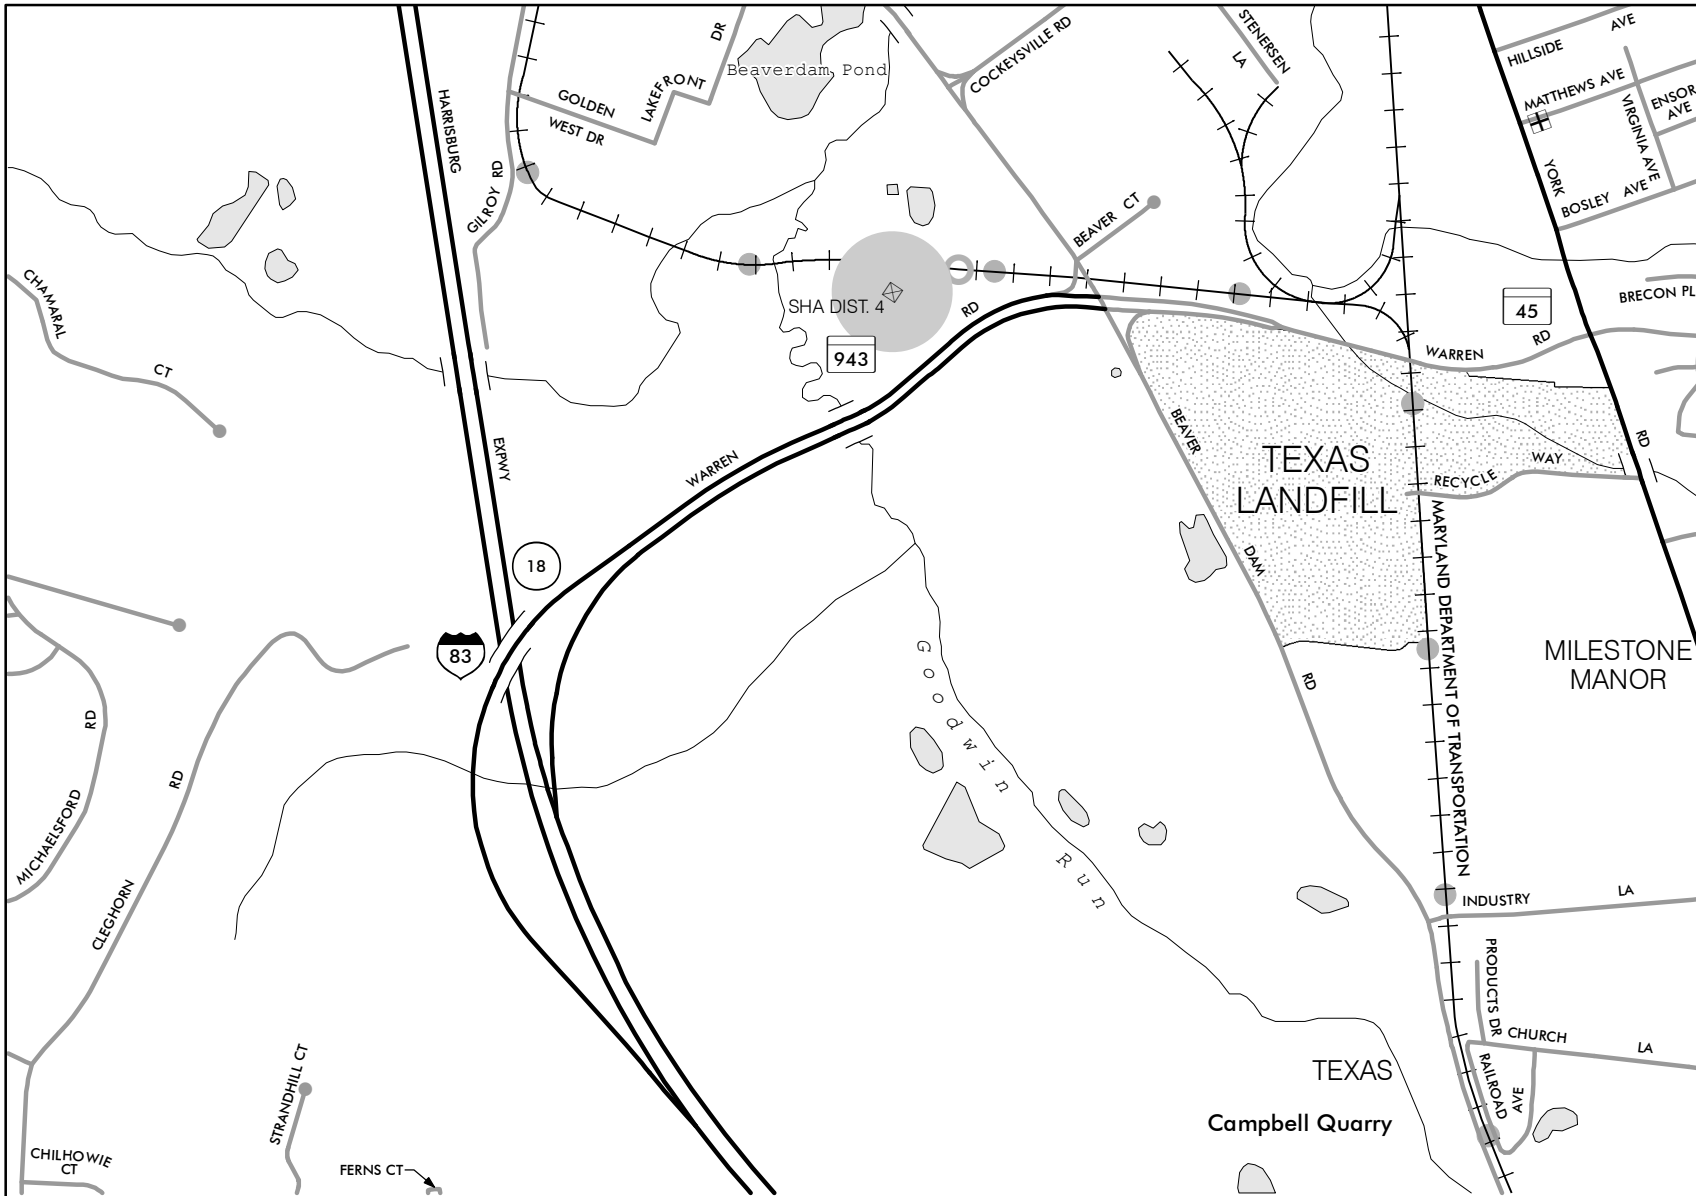 HARRISBURG
EXPWY
GOLDEN
WEST DR
LAKEFRONT
DR
Beaverdam Pond
COCKEYSVILLE RD
STENERSEN
LA
HILLSIDE AVE
MATTHEWS AVE
VIRGINIA AVE
ENSOR
AVE
YORK
RD
BOSLEY AVE
GILROY RD
BEAVER CT
CHAMARAL
CT
SHA DIST. 4
943
45
BRECON PL
WARREN
RD
WARREN
RD
BEAVER
DAM
RD
TEXAS
LANDFILL
RECYCLE WAY
MARYLAND DEPARTMENT OF TRANSPORTATION
18
83
Goodwin
Run
MILESTONE
MANOR
RD
MICHAELSFORD
RD
CLEGHORN
INDUSTRY LA
PRODUCTS DR
CHURCH LA
RAILROAD
AVE
TEXAS
Campbell Quarry
STRANDHILL CT
CHILHOWIE
CT
FERNS CT